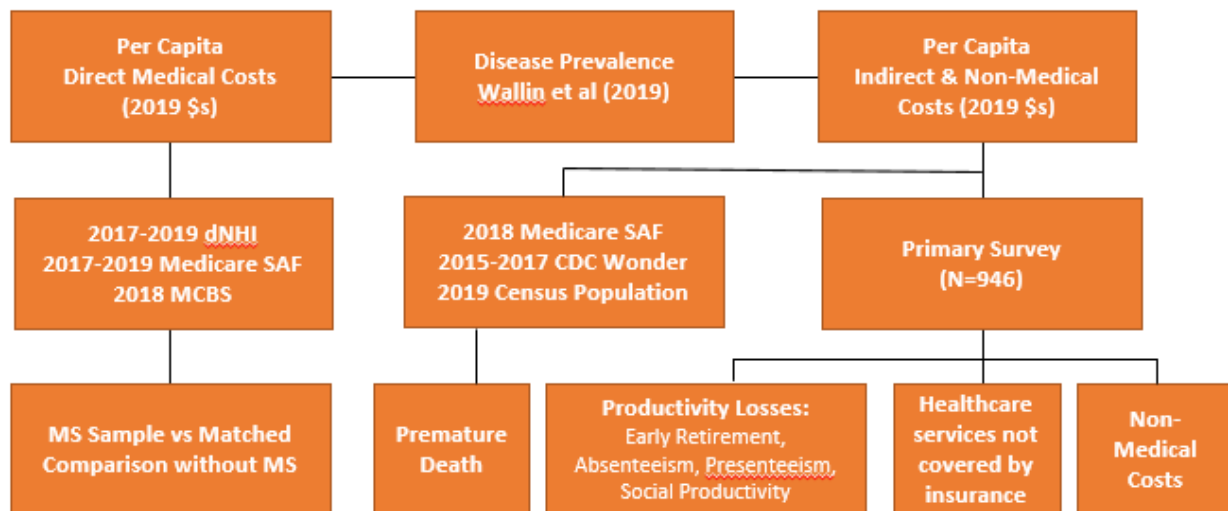 Per Capita
Direct Medical Costs
(2019 $s)
Disease Prevalence
Wallin et al (2019)
Per Capita
Indirect & Non-Medical
Costs (2019 $s)
2017-2019 dNHI
2017-2019 Medicare SAF
2018 MCBS
2018 Medicare SAF
2015-2017 CDC Wonder
2019 Census Population
Primary Survey
(N=946)
MS Sample vs Matched
Comparison without MS
Premature
Death
Productivity Losses:
Early Retirement,
Absenteeism, Presenteeism,
Social Productivity
Healthcare
services not
covered by
insurance
Non-
Medical
Costs